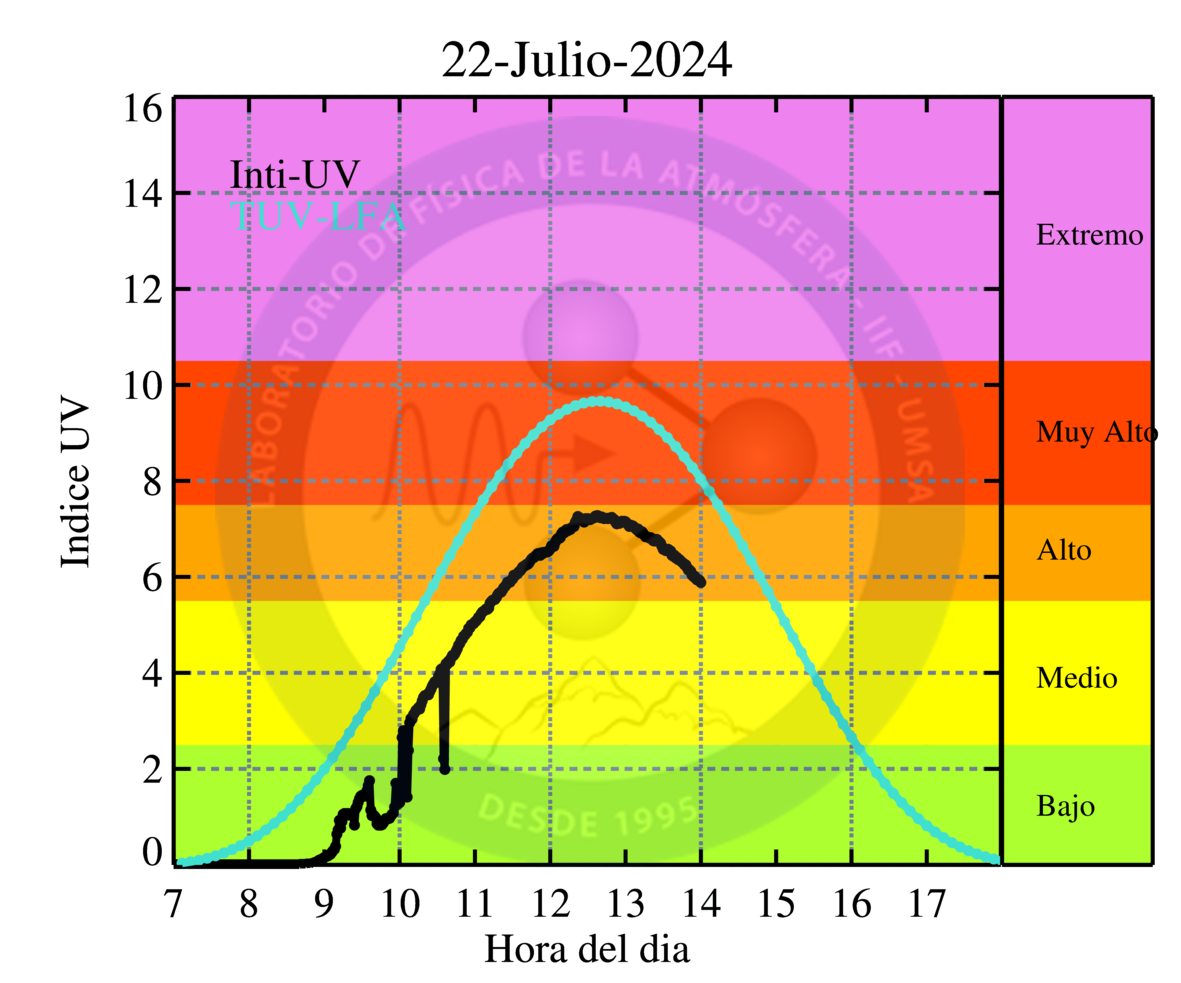 22-Julio-2024
Indice UV
16
14
12
10
8
6
4
2
0
Inti-UV
TUV-LFA
LABORATORIO DE FÍSICA DE LA ATMÓSFERA - IIF - UMSA
DESDE 1995
Extremo
Muy Alto
Alto
Medio
Bajo
7 8 9 10 11 12 13 14 15 16 17
Hora del dia